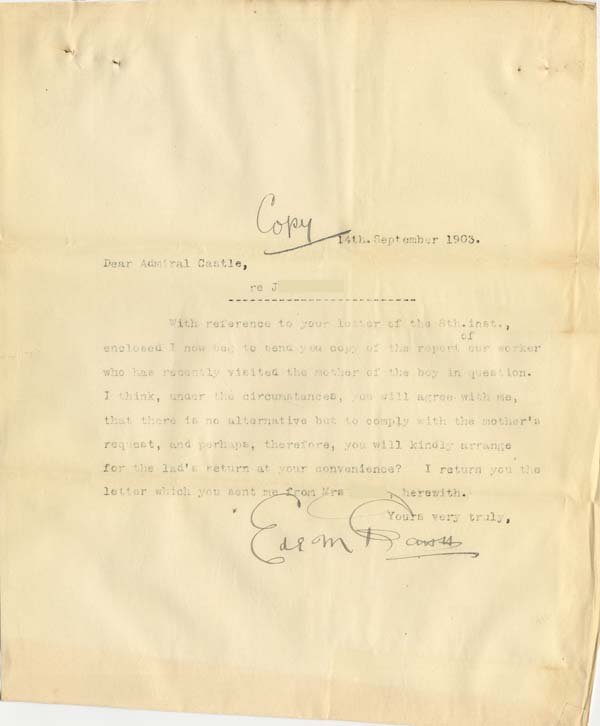 Copy
14th. September 1903.
Dear Admiral Castle,
re J
With reference to your letter of the 8th. inst.,
of
enclosed I now beg to send you copy of the report our worker
who has recently visited the mother of the boy in question.
I think, under the circumstances, you will agree with me,
that there is no alternative but to comply with the mother's
request, and perhaps, therefore, you will kindly arrange
for the lad's return at your convenience? I return you the
letter which you sent me from Mrs , herewith.
Yours very truly,